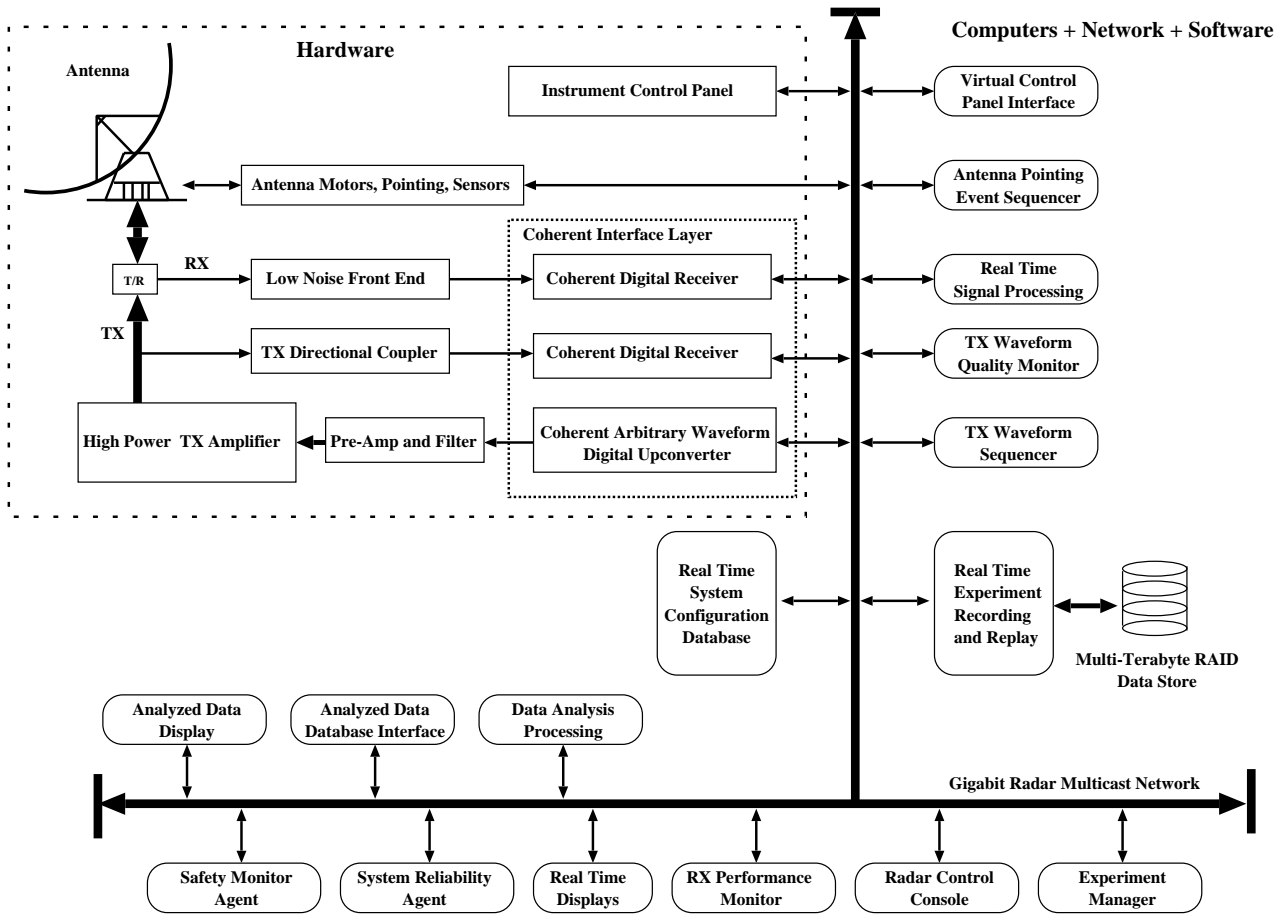 Computers + Network + Software
Hardware
Antenna
Instrument Control Panel
Virtual Control
Panel Interface
Antenna Motors, Pointing, Sensors
Antenna Pointing
Event Sequencer
Coherent Interface Layer
T/R
RX
Low Noise Front End
Coherent Digital Receiver
Real Time
Signal Processing
TX
TX Directional Coupler
Coherent Digital Receiver
TX Waveform
Quality Monitor
High Power TX Amplifier
Pre-Amp and Filter
Coherent Arbitrary Waveform
Digital Upconverter
TX Waveform
Sequencer
Real Time
System
Configuration
Database
Real Time
Experiment
Recording
and Replay
Multi-Terabyte RAID
Data Store
Analyzed Data
Display
Analyzed Data
Database Interface
Data Analysis
Processing
Gigabit Radar Multicast Network
Safety Monitor
Agent
System Reliability
Agent
Real Time
Displays
RX Performance
Monitor
Radar Control
Console
Experiment
Manager